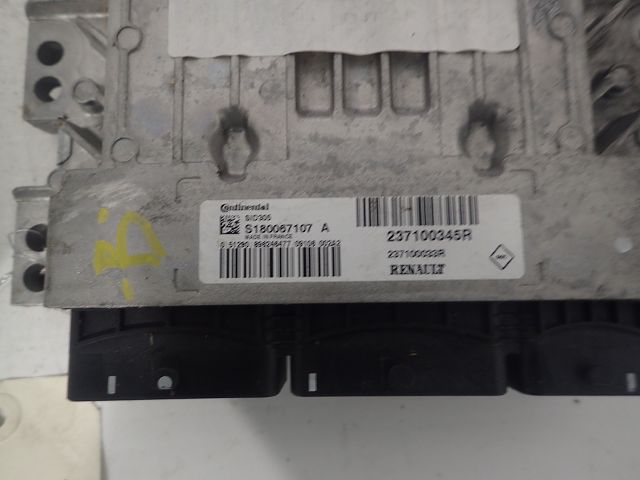 Continental
SID305
S180067107 A
MADE IN FRANCE
237100345R
237100033R
RENAULT